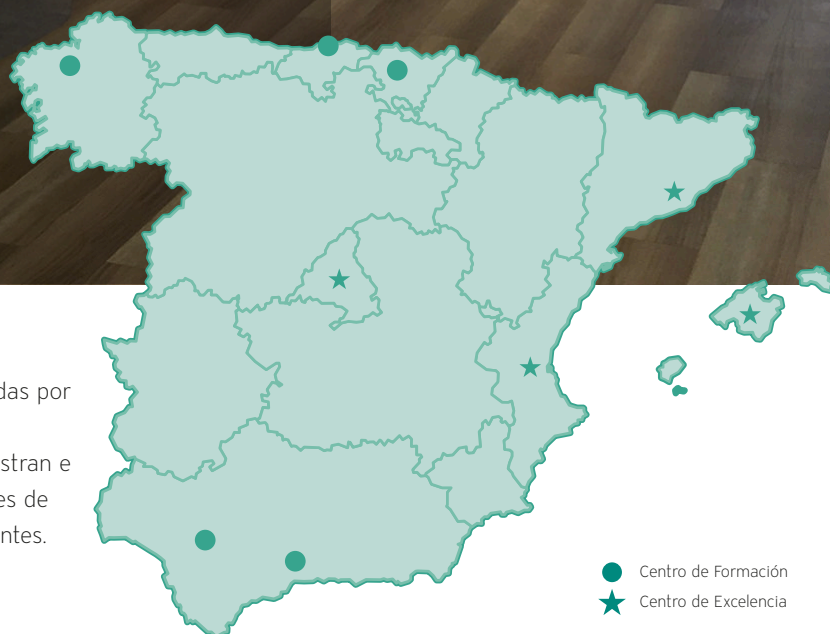 das por
stran e
es de
ntes.
Centro de Formación
Centro de Excelencia